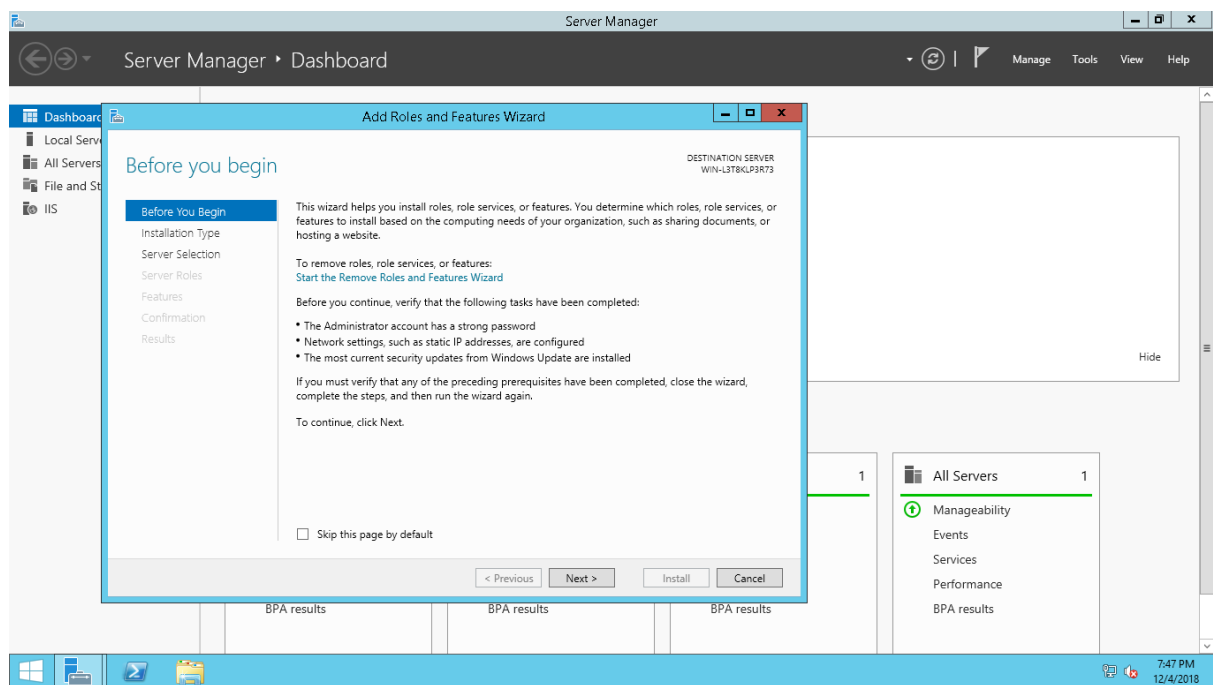 Server Manager
Server Manager ‣ Dashboard
Manage Tools View Help
Dashboard
Local Serve
All Servers
File and St
IIS
Add Roles and Features Wizard
Before you begin
DESTINATION SERVER
WIN-L3T8KLP3R73
Before You Begin
Installation Type
Server Selection
Server Roles
Features
Confirmation
Results
This wizard helps you install roles, role services, or features. You determine which roles, role services, or
features to install based on the computing needs of your organization, such as sharing documents, or
hosting a website.
To remove roles, role services, or features:
Start the Remove Roles and Features Wizard
Before you continue, verify that the following tasks have been completed:
• The Administrator account has a strong password
• Network settings, such as static IP addresses, are configured
• The most current security updates from Windows Update are installed
If you must verify that any of the preceding prerequisites have been completed, close the wizard,
complete the steps, and then run the wizard again.
To continue, click Next.
Skip this page by default
< Previous Next > Install Cancel
Hide
1
All Servers 1
Manageability
Events
Services
Performance
BPA results
BPA results
BPA results
BPA results
7:47 PM
12/4/2018